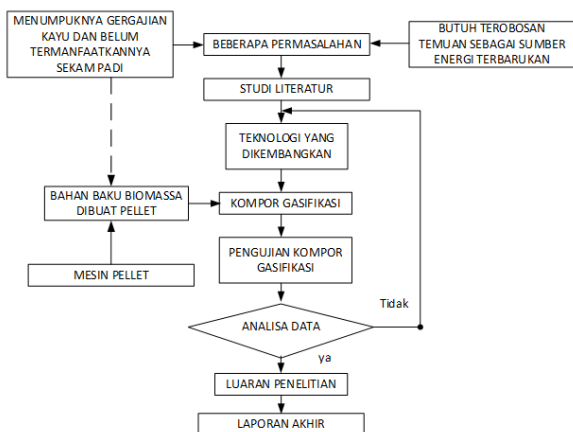 MENUMPUKNYA GERGAJIAN
KAYU DAN BELUM
TERMANFAATKANNYA
SEKAM PADI
BEBERAPA PERMASALAHAN
BUTUH TEROBOSAN
TEMUAN SEBAGAI SUMBER
ENERGI TERBARUKAN
STUDI LITERATUR
TEKNOLOGI YANG
DIKEMBANGKAN
BAHAN BAKU BIOMASSA
DIBUAT PELLET
KOMPOR GASIFIKASI
MESIN PELLET
PENGUJIAN KOMPOR
GASIFIKASI
Tidak
ANALISA DATA
ya
LUARAN PENELITIAN
LAPORAN AKHIR